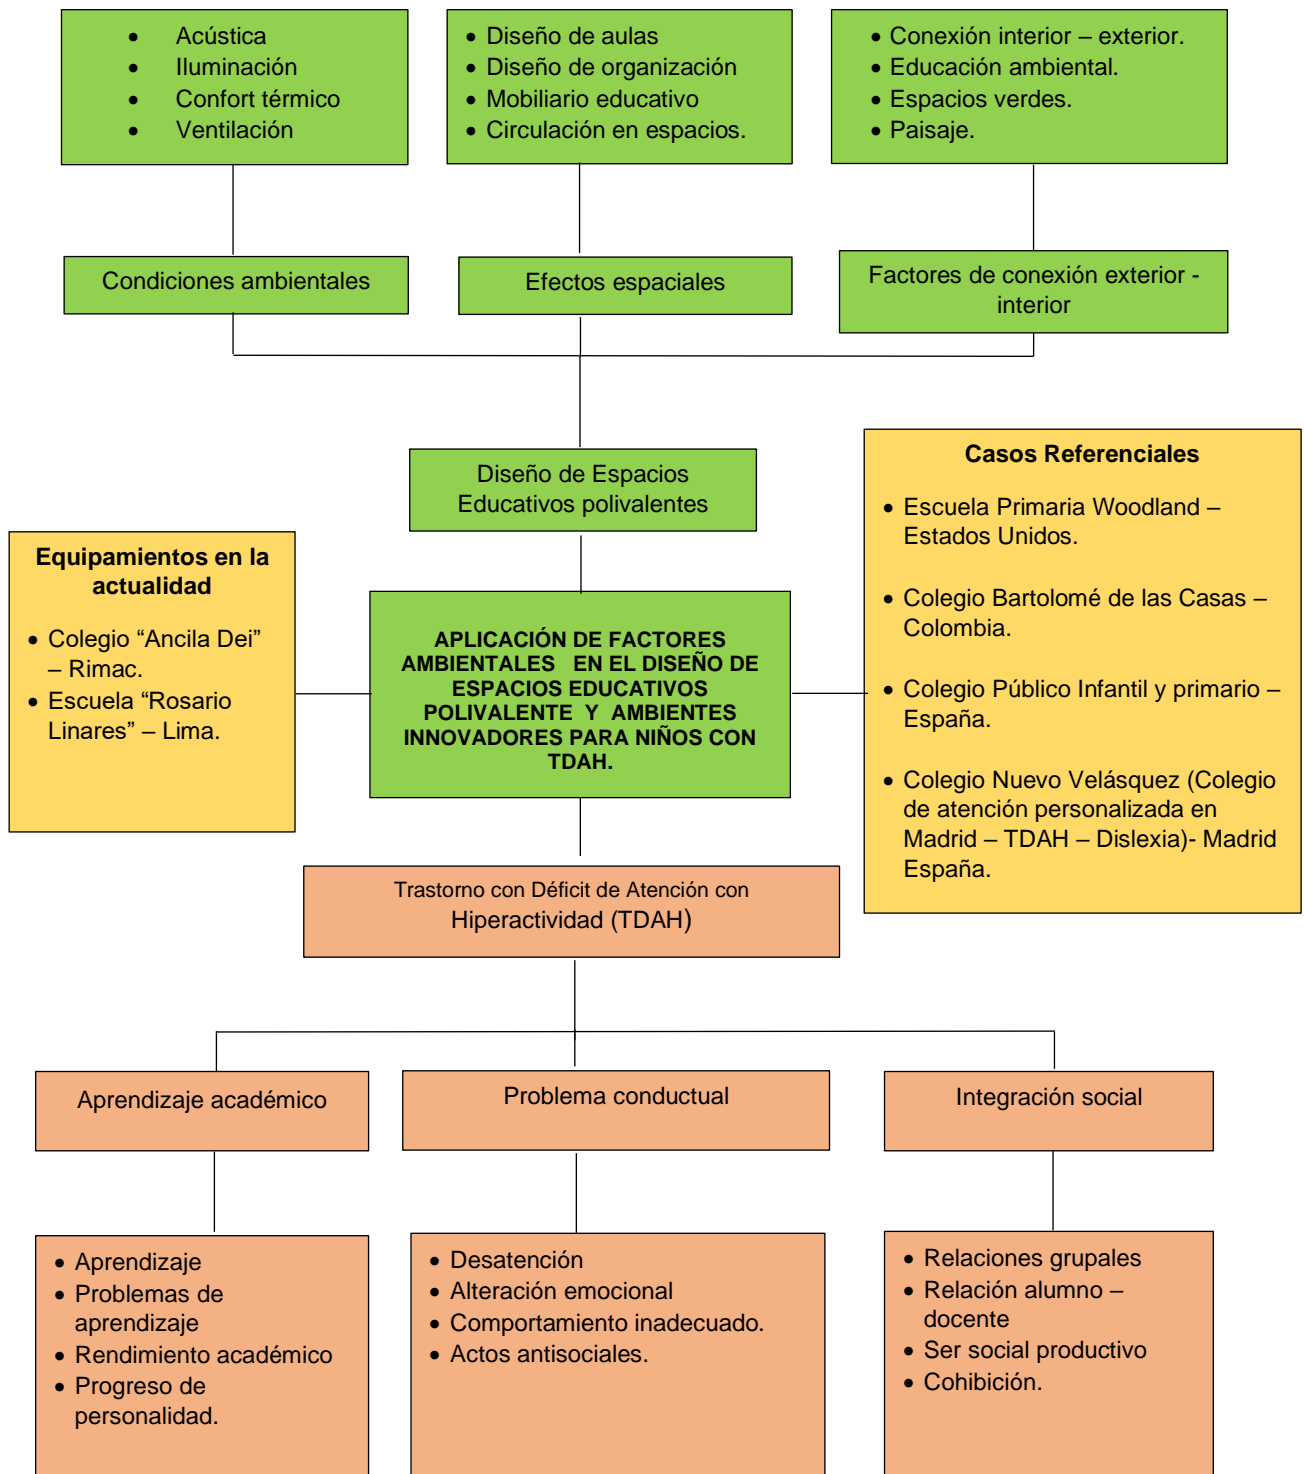 • Acústica
• Iluminación
• Confort térmico
• Ventilación
• Diseño de aulas
• Diseño de organización
• Mobiliario educativo
• Circulación en espacios.
• Conexión interior – exterior.
• Educación ambiental.
• Espacios verdes.
• Paisaje.
Condiciones ambientales
Efectos espaciales
Factores de conexión exterior -
interior
Diseño de Espacios
Educativos polivalentes
Casos Referenciales
• Escuela Primaria Woodland –
Estados Unidos.
• Colegio Bartolomé de las Casas –
Colombia.
• Colegio Público Infantil y primario –
España.
• Colegio Nuevo Velásquez (Colegio
de atención personalizada en
Madrid – TDAH – Dislexia)- Madrid
España.
Equipamientos en la
actualidad
• Colegio “Ancila Dei”
– Rimac.
• Escuela “Rosario
Linares” – Lima.
APLICACIÓN DE FACTORES
AMBIENTALES EN EL DISEÑO DE
ESPACIOS EDUCATIVOS
POLIVALENTE Y AMBIENTES
INNOVADORES PARA NIÑOS CON
TDAH.
Trastorno con Déficit de Atención con
Hiperactividad (TDAH)
Aprendizaje académico
Problema conductual
Integración social
• Aprendizaje
• Problemas de
aprendizaje
• Rendimiento académico
• Progreso de
personalidad.
• Desatención
• Alteración emocional
• Comportamiento inadecuado.
• Actos antisociales.
• Relaciones grupales
• Relación alumno –
docente
• Ser social productivo
• Cohibición.